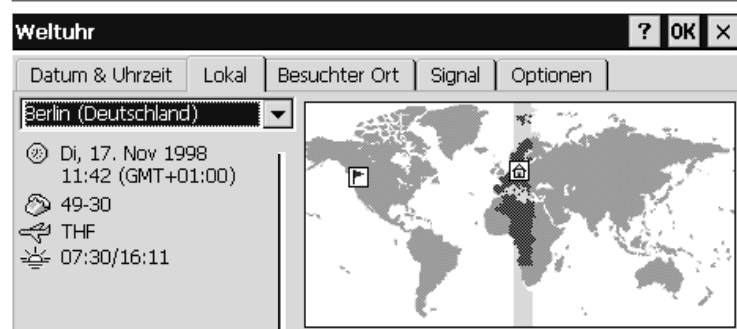 Weltuhr ? OK ×
Datum & Uhrzeit Lokal Besuchter Ort Signal Optionen
Berlin (Deutschland)
Di, 17. Nov 1998
11:42 (GMT+01:00)
49-30
THF
07:30/16:11